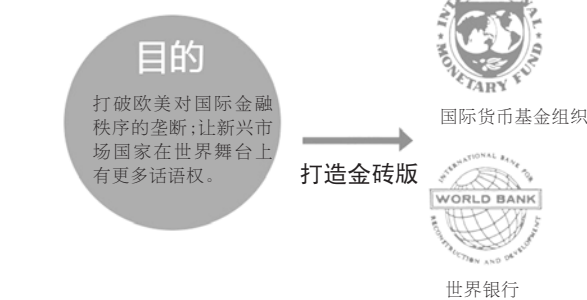 目的
打破欧美对国际金融
秩序的垄断;让新兴市
场国家在世界舞台上
有更多话语权。
打造金砖版
INTERNATIONAL
MONETARY FUND
国际货币基金组织
INTERNATIONAL BANK FOR
WORLD BANK
RECONSTRUCTION AND DEVELOPMENT
世界银行